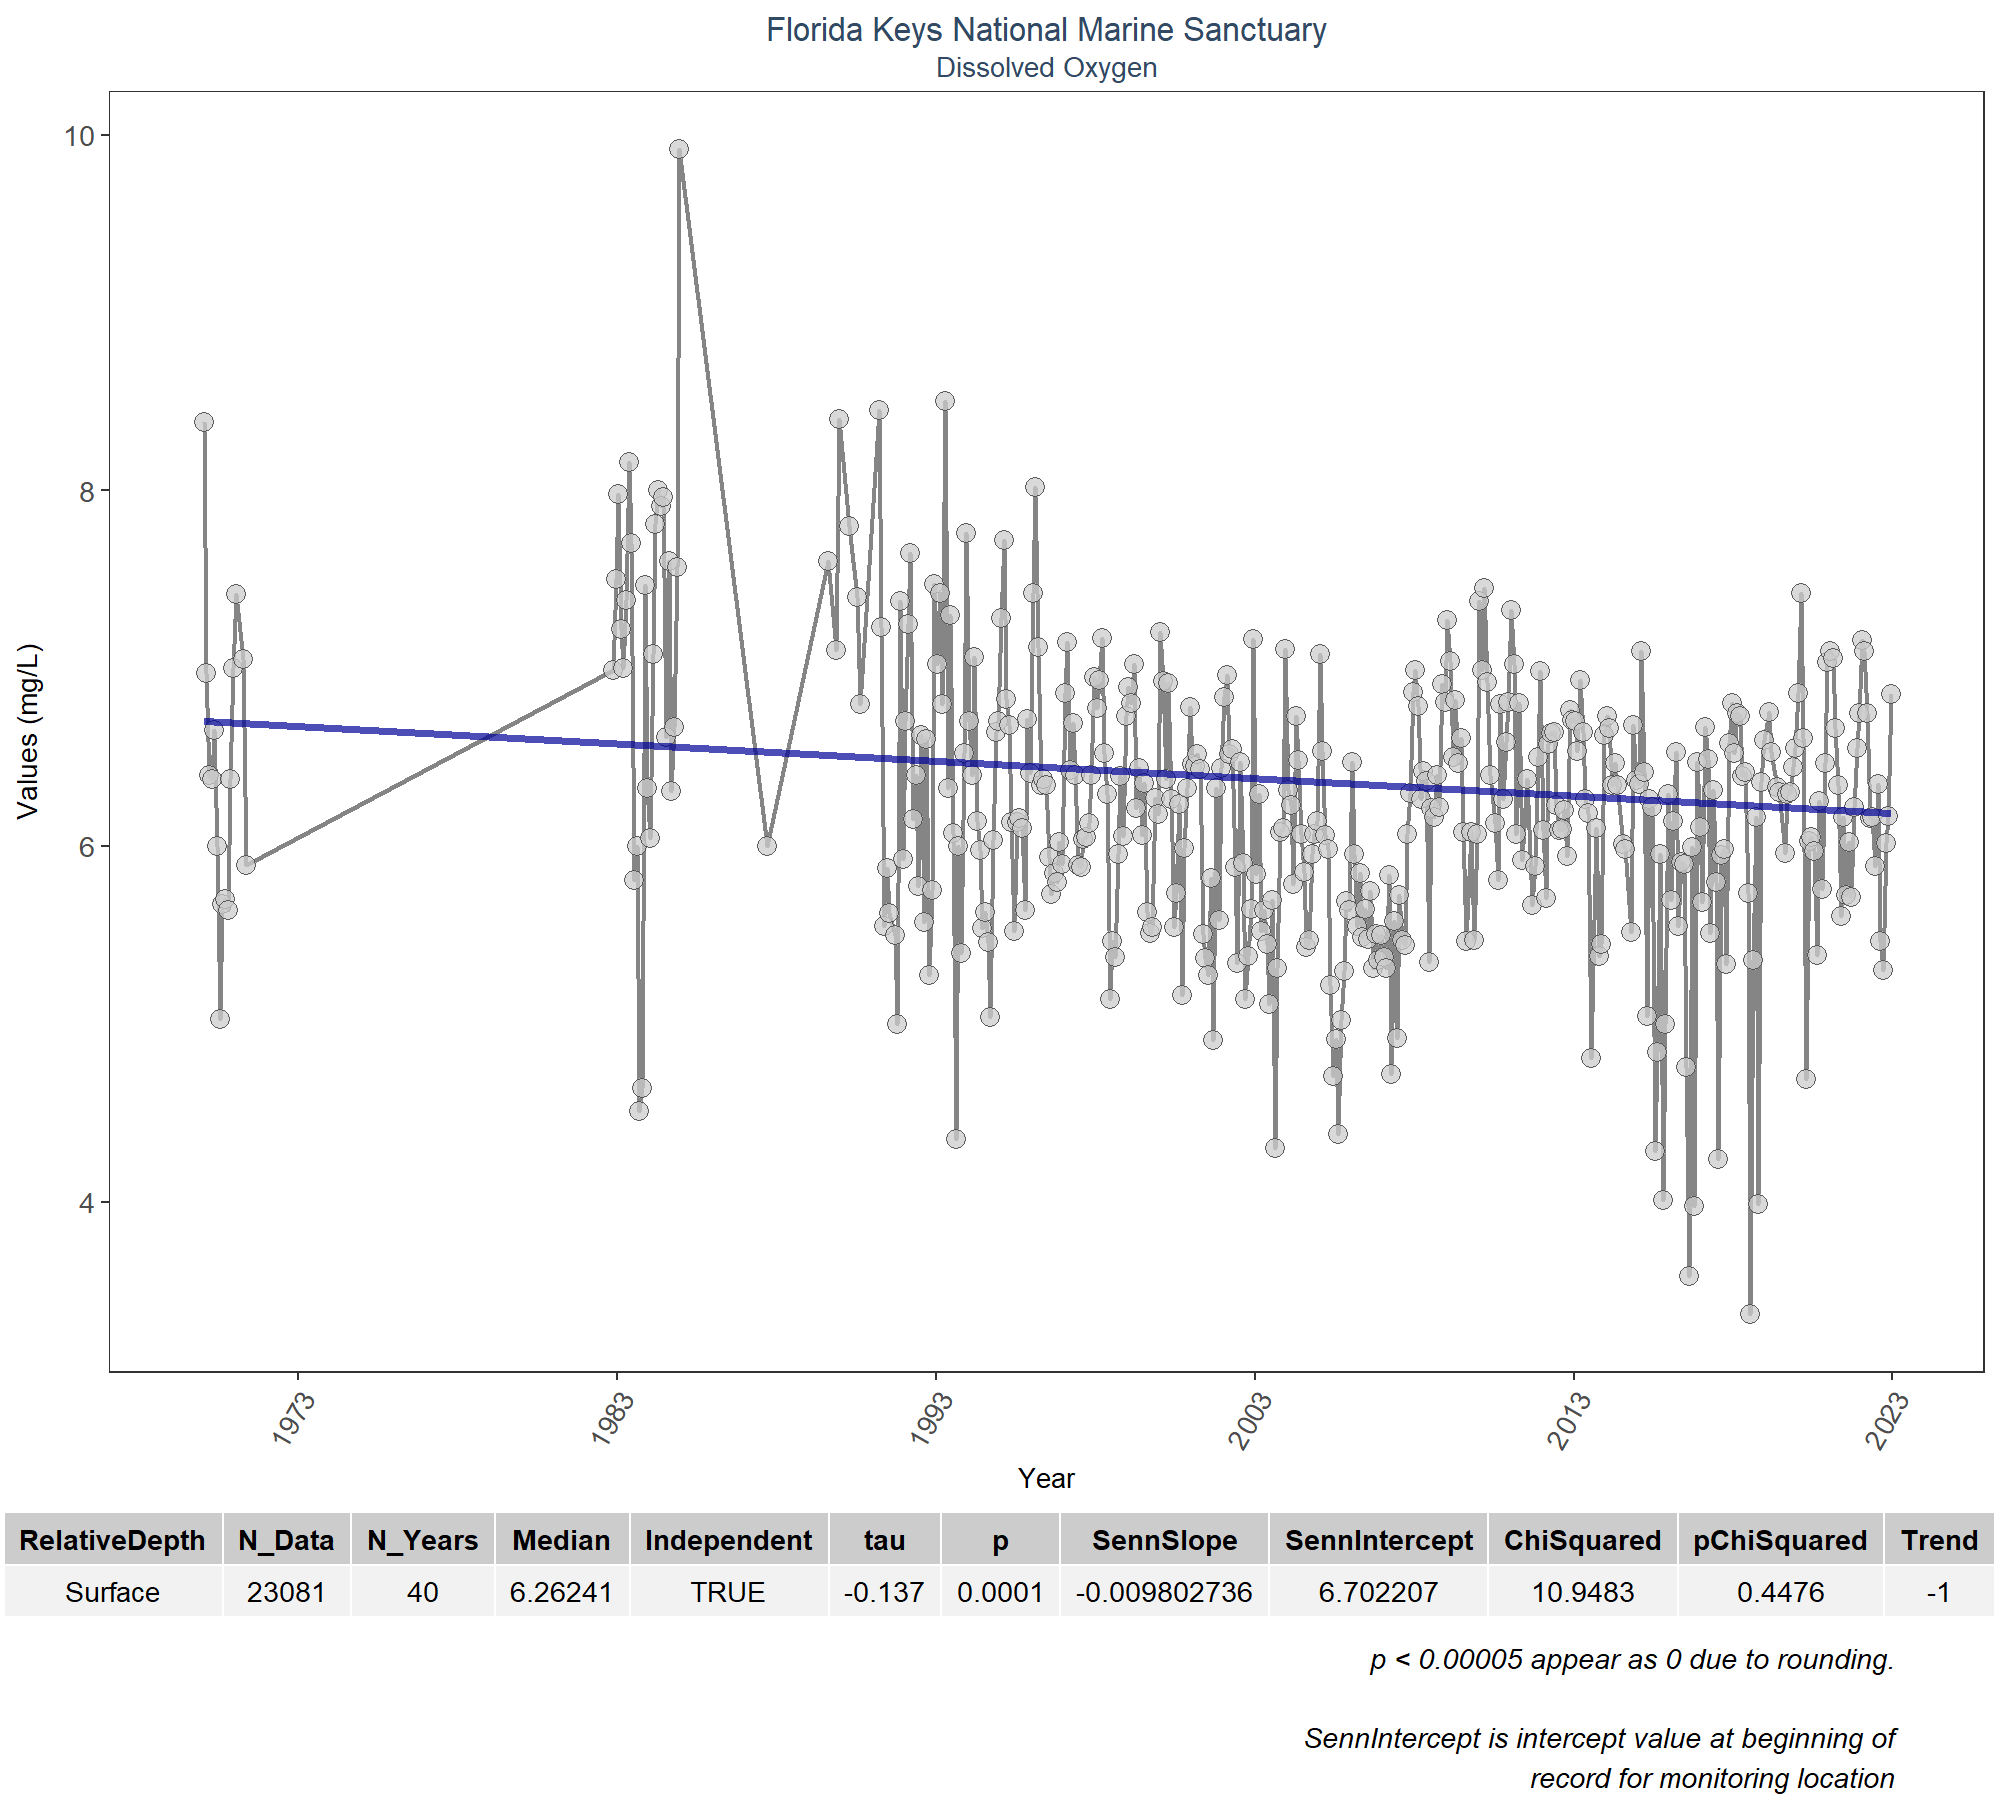 Florida Keys National Marine Sanctuary
Dissolved Oxygen
Values (mg/L)
10
8
6
4
1973
1983
1993
2003
2013
2023
Year
RelativeDepth N_Data N_Years Median Independent tau p SennSlope SennIntercept ChiSquared pChiSquared Trend
Surface 23081 40 6.26241 TRUE -0.137 0.0001 -0.009802736 6.702207 10.9483 0.4476 -1
p < 0.00005 appear as 0 due to rounding.
SennIntercept is intercept value at beginning of
record for monitoring location